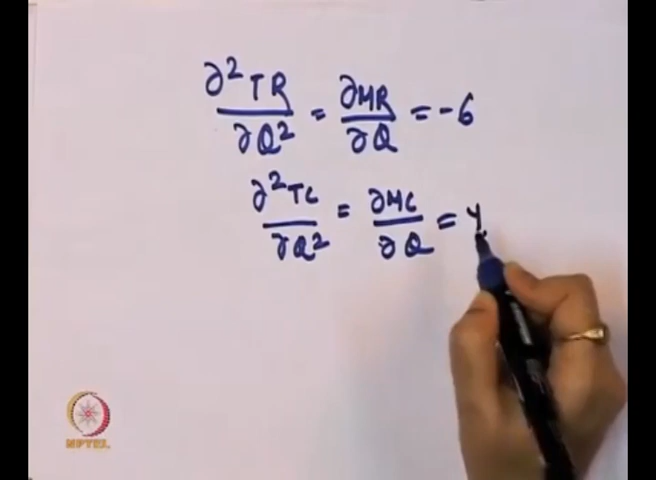 ∂²TR/∂Q² = ∂MR/∂Q = -6
∂²TC/∂Q² = ∂MC/∂Q = 4
NPTEL